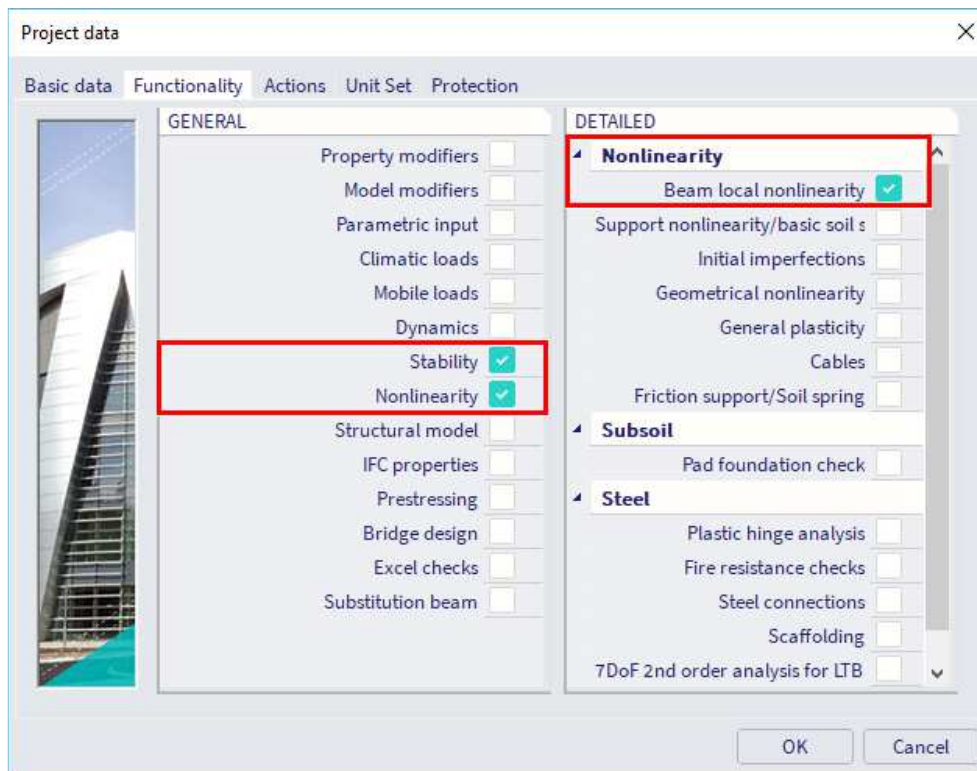 Project data
Basic data Functionality Actions Unit Set Protection
GENERAL
Property modifiers
Model modifiers
Parametric input
Climatic loads
Mobile loads
Dynamics
Stability
Nonlinearity
Structural model
IFC properties
Prestressing
Bridge design
Excel checks
Substitution beam
DETAILED
Nonlinearity
Beam local nonlinearity
Support nonlinearity/basic soil s
Initial imperfections
Geometrical nonlinearity
General plasticity
Cables
Friction support/Soil spring
Subsoil
Pad foundation check
Steel
Plastic hinge analysis
Fire resistance checks
Steel connections
Scaffolding
7DoF 2nd order analysis for LTB
OK Cancel